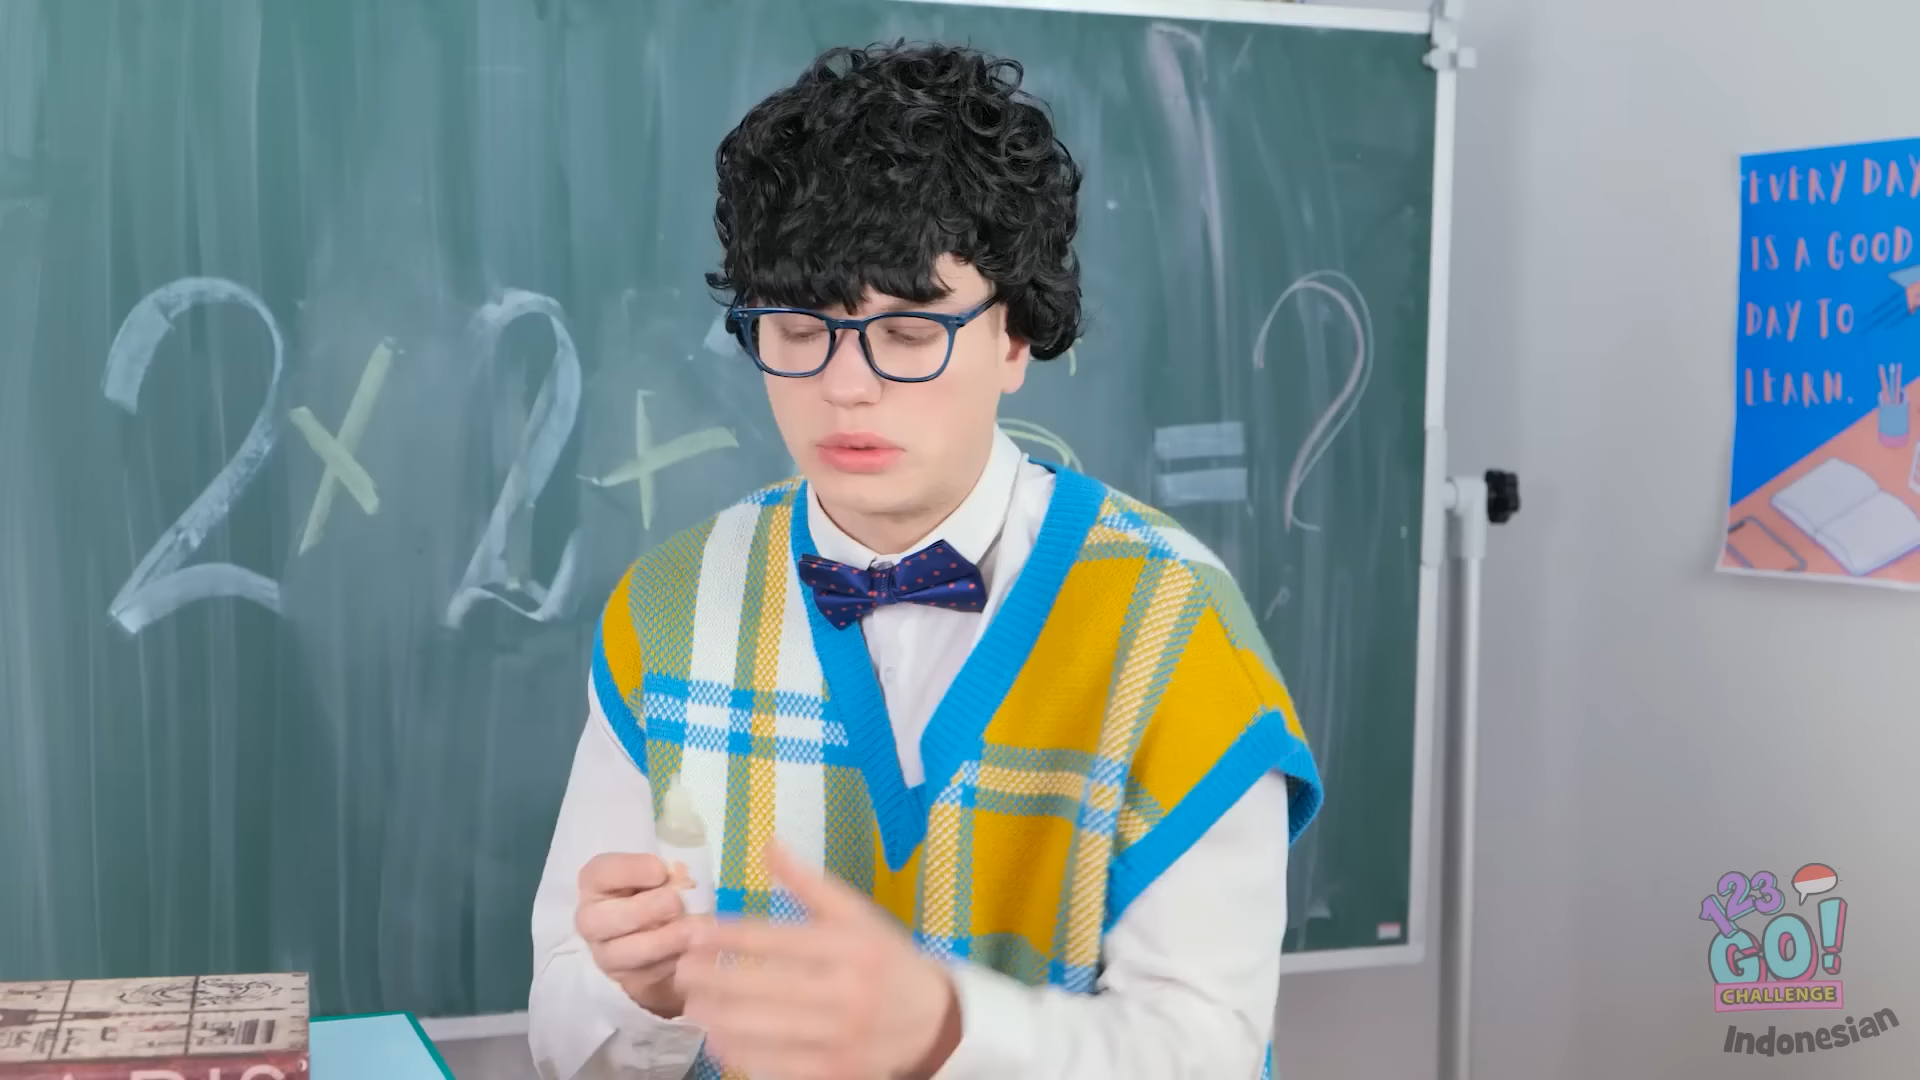 2 x 2 +
= ?
EVERY DAY
IS A GOOD
DAY TO
LEARN.
123
GO!
CHALLENGE
Indonesian